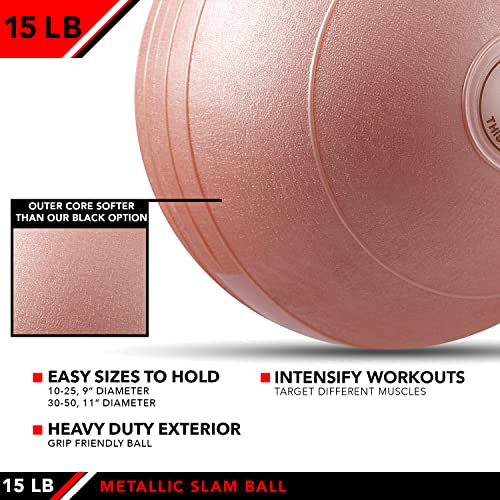 15 LB
THIS
OUTER CORE SOFTER
THAN OUR BLACK OPTION
EASY SIZES TO HOLD
10-25, 9” DIAMETER
30-50, 11” DIAMETER
INTENSIFY WORKOUTS
TARGET DIFFERENT MUSCLES
HEAVY DUTY EXTERIOR
GRIP FRIENDLY BALL
15 LB METALLIC SLAM BALL